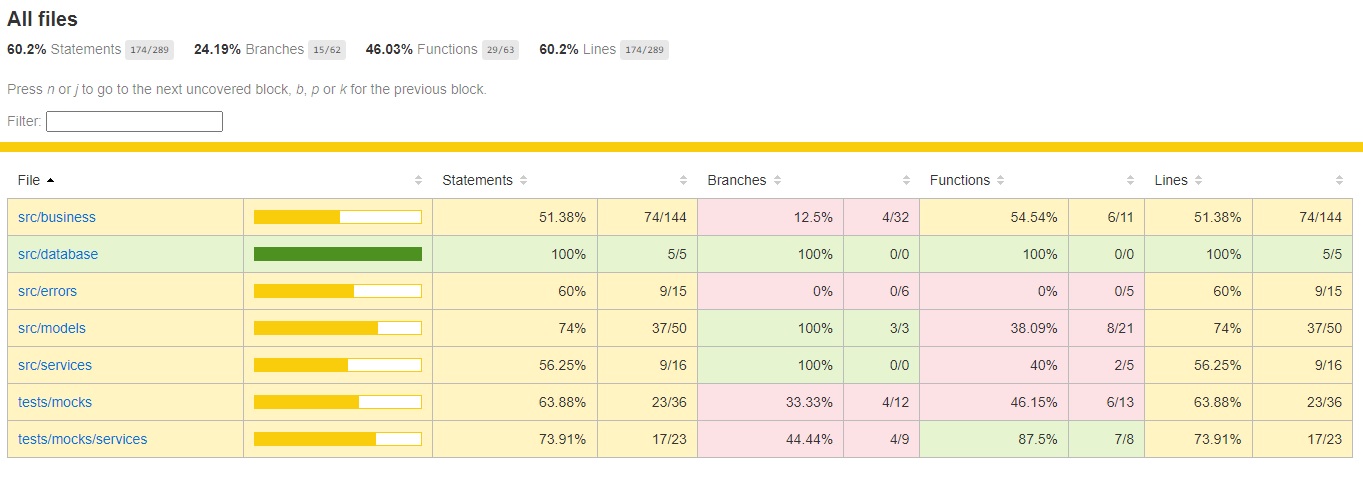 All files
60.2% Statements 174/289 24.19% Branches 15/62 46.03% Functions 29/63 60.2% Lines 174/289
Press n or j to go to the next uncovered block, b, p or k for the previous block.
Filter:
File Statements Branches Functions Lines
src/business 51.38% 74/144 12.5% 4/32 54.54% 6/11 51.38% 74/144
src/database 100% 5/5 100% 0/0 100% 0/0 100% 5/5
src/errors 60% 9/15 0% 0/6 0% 0/5 60% 9/15
src/models 74% 37/50 100% 3/3 38.09% 8/21 74% 37/50
src/services 56.25% 9/16 100% 0/0 40% 2/5 56.25% 9/16
tests/mocks 63.88% 23/36 33.33% 4/12 46.15% 6/13 63.88% 23/36
tests/mocks/services 73.91% 17/23 44.44% 4/9 87.5% 7/8 73.91% 17/23